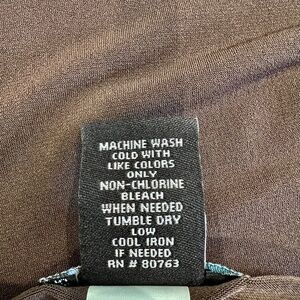 MACHINE WASH
COLD WITH
LIKE COLORS
ONLY
NON-CHLORINE
BLEACH
WHEN NEEDED
TUMBLE DRY
LOW
COOL IRON
IF NEEDED
RN # 80763